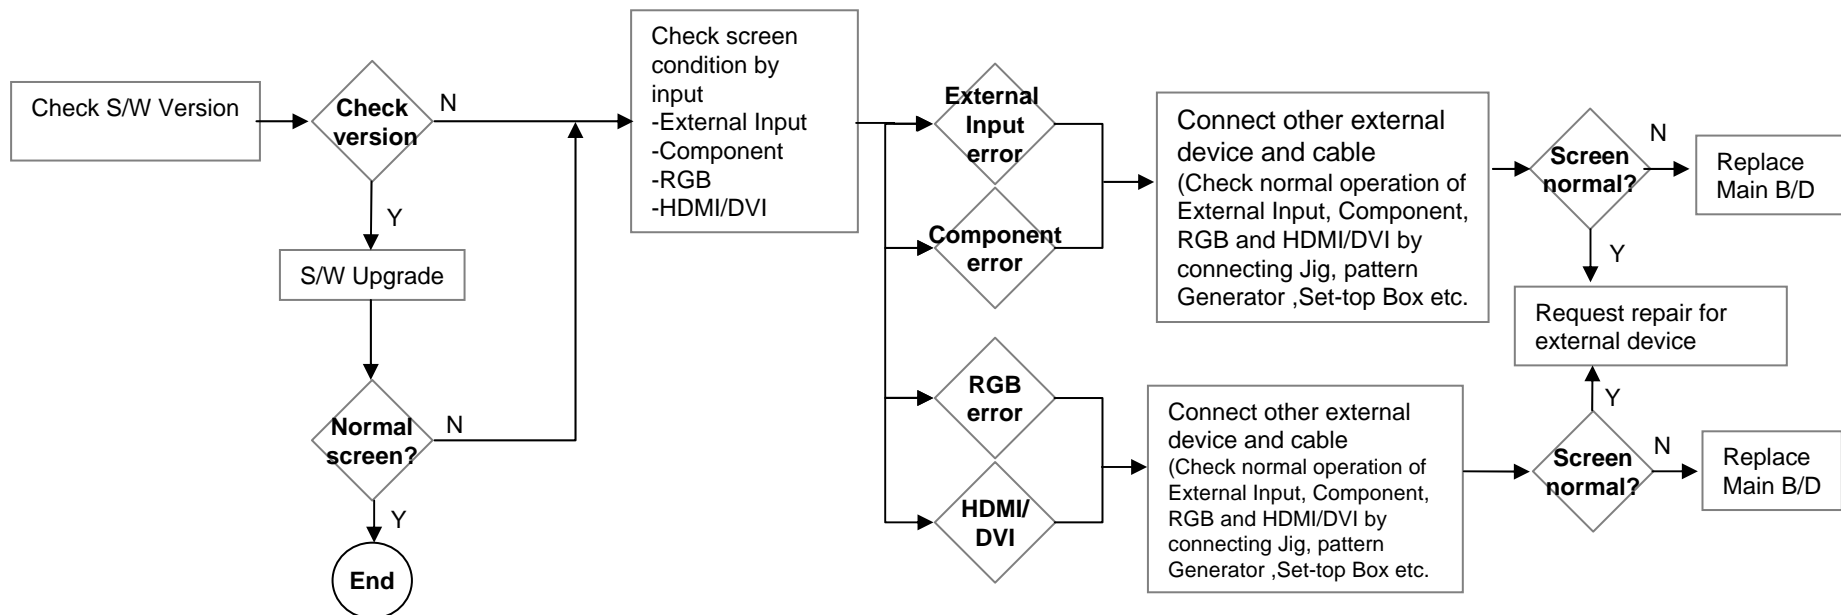 Check S/W Version
Check
version
N
Y
S/W Upgrade
Normal
screen?
N
Y
End
Check screen
condition by
input
-External Input
-Component
-RGB
-HDMI/DVI
External
Input
error
Component
error
RGB
error
HDMI/
DVI
Connect other external
device and cable
(Check normal operation of
External Input, Component,
RGB and HDMI/DVI by
connecting Jig, pattern
Generator ,Set-top Box etc.
Connect other external
device and cable
(Check normal operation of
External Input, Component,
RGB and HDMI/DVI by
connecting Jig, pattern
Generator ,Set-top Box etc.
Screen
normal?
N
Replace
Main B/D
Y
Request repair for
external device
Y
Screen
normal?
N
Replace
Main B/D